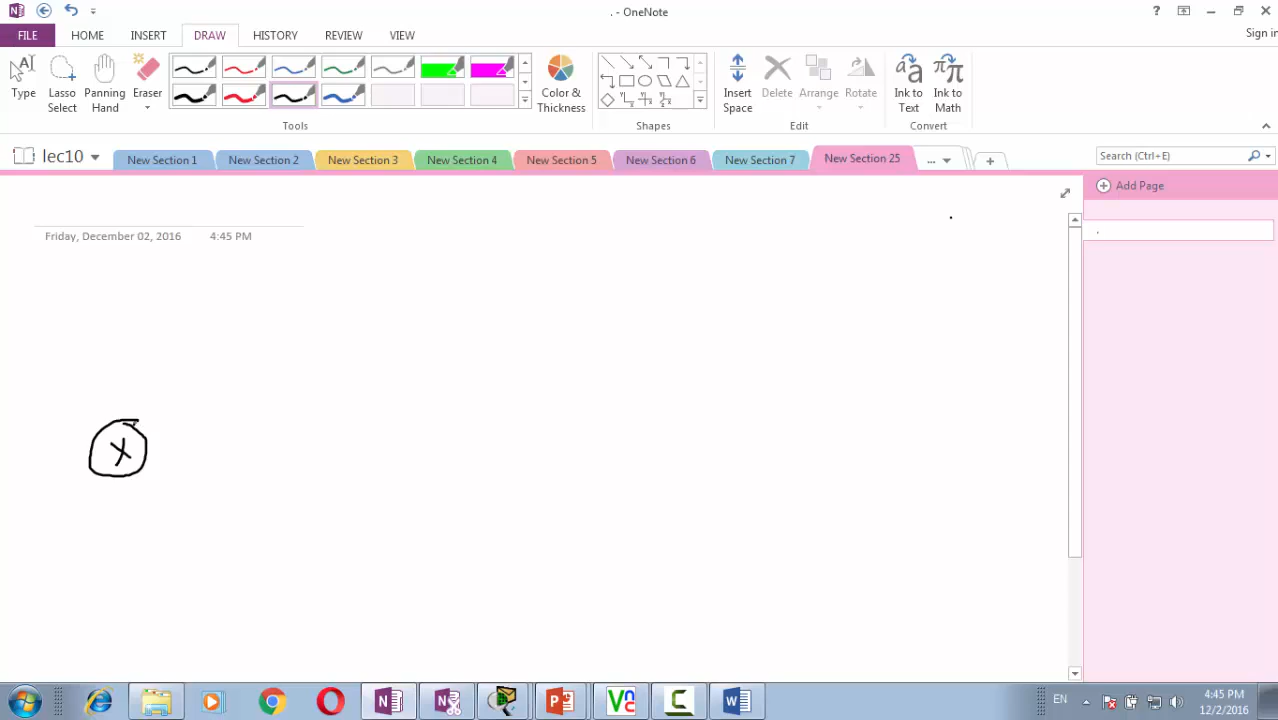 . - OneNote
? 
Sign in
FILE HOME INSERT DRAW HISTORY REVIEW VIEW
Type
Lasso Select
Panning Hand
Eraser
Color & Thickness
Insert Space
Delete
Arrange
Rotate
Ink to Text
Ink to Math
Tools
Shapes
Edit
Convert
lec10
New Section 1
New Section 2
New Section 3
New Section 4
New Section 5
New Section 6
New Section 7
New Section 25
...
Search (Ctrl+E)
Add Page
.
Friday, December 02, 2016 4:45 PM
X
EN
4:45 PM
12/2/2016